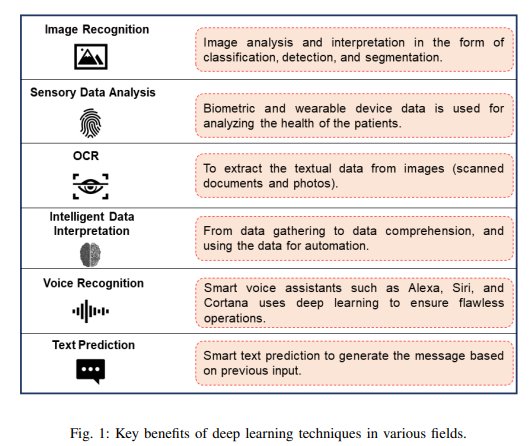 Image Recognition
Image analysis and interpretation in the form of
classification, detection, and segmentation.
Sensory Data Analysis
Biometric and wearable device data is used for
analyzing the health of the patients.
OCR
To extract the textual data from images (scanned
documents and photos).
Intelligent Data
Interpretation
From data gathering to data comprehension, and
using the data for automation.
Voice Recognition
Smart voice assistants such as Alexa, Siri, and
Cortana uses deep learning to ensure flawless
operations.
Text Prediction
Smart text prediction to generate the message based
on previous input.
Fig. 1: Key benefits of deep learning techniques in various fields.